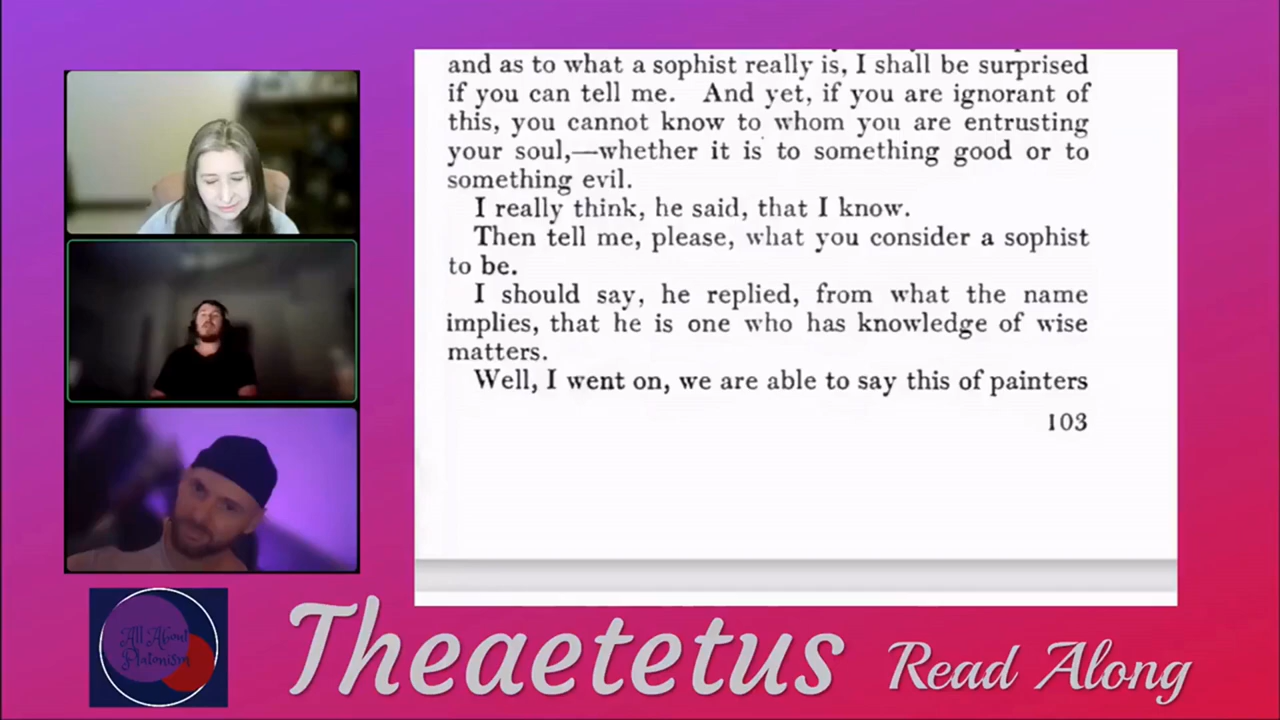 and as to what a sophist really is, I shall be surprised
if you can tell me. And yet, if you are ignorant of
this, you cannot know to whom you are entrusting
your soul,—whether it is to something good or to
something evil.
I really think, he said, that I know.
Then tell me, please, what you consider a sophist
to be.
I should say, he replied, from what the name
implies, that he is one who has knowledge of wise
matters.
Well, I went on, we are able to say this of painters
103
All About
Platonism
Theaetetus Read Along